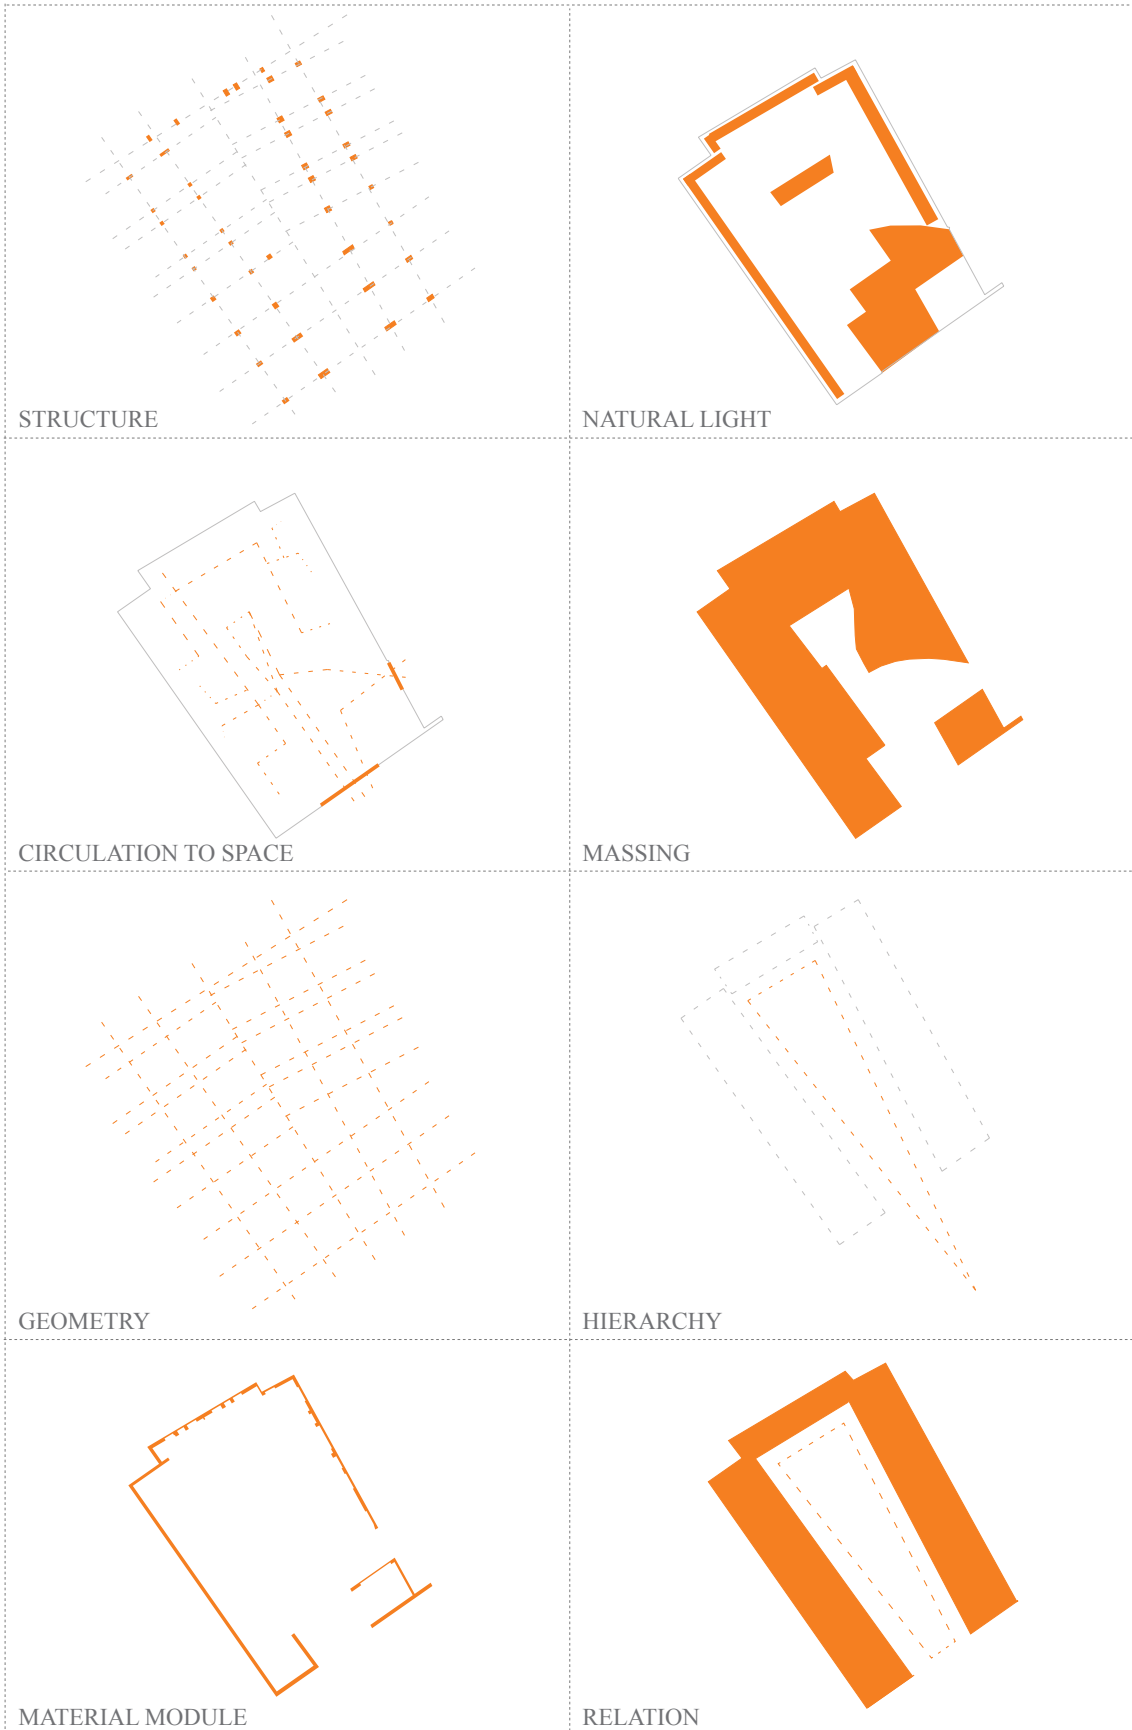 STRUCTURE
NATURAL LIGHT
CIRCULATION TO SPACE
MASSING
GEOMETRY
HIERARCHY
MATERIAL MODULE
RELATION